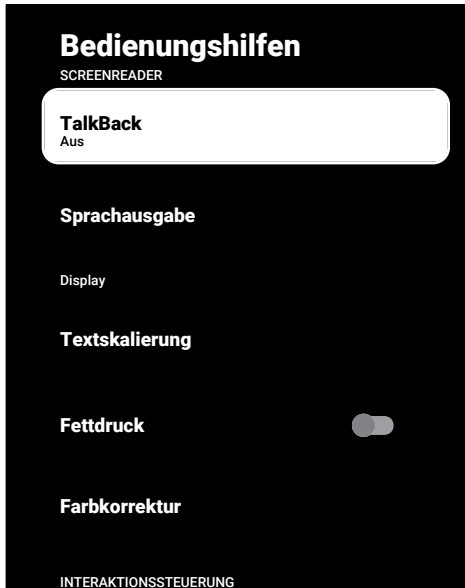 Bedienungshilfen
SCREENREADER
TalkBack
Aus
Sprachausgabe
Display
Textskalierung
Fettdruck
Farbkorrektur
INTERAKTIONSSTEUERUNG